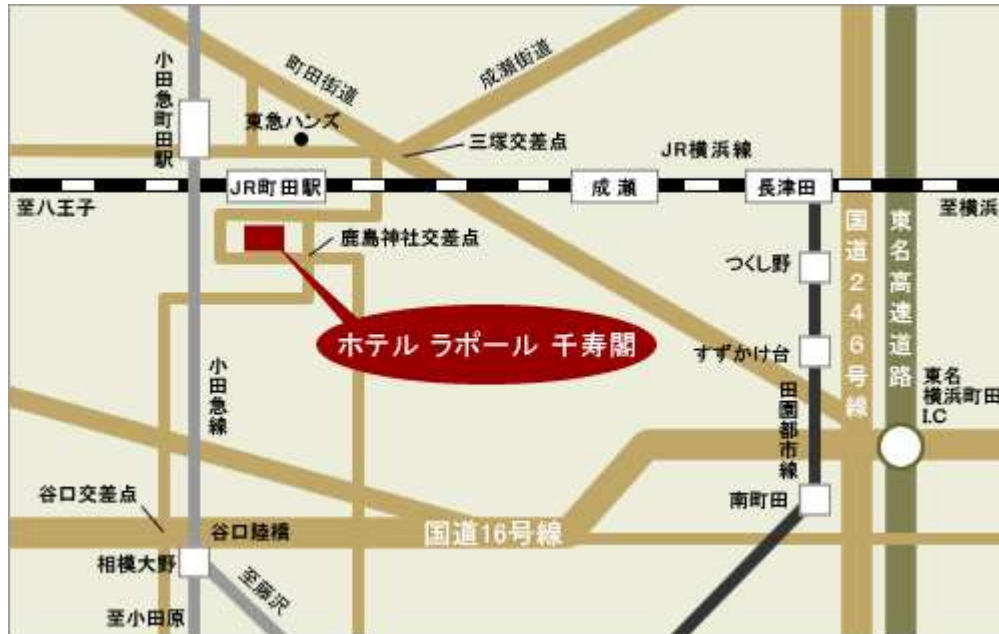 小田急町田駅
町田街道
成瀬街道
東急ハンズ
三塚交差点
JR横浜線
JR町田駅
成瀬
長津田
至八王子
至横浜
鹿島神社交差点
国道246号線
東名高速道路
つくし野
ホテル ラポール 千寿閣
すずかけ台
小田急線
田園都市線
東名
横浜町田
I.C
谷口交差点
南町田
谷口陸橋
国道16号線
相模大野
至藤沢
至小田原